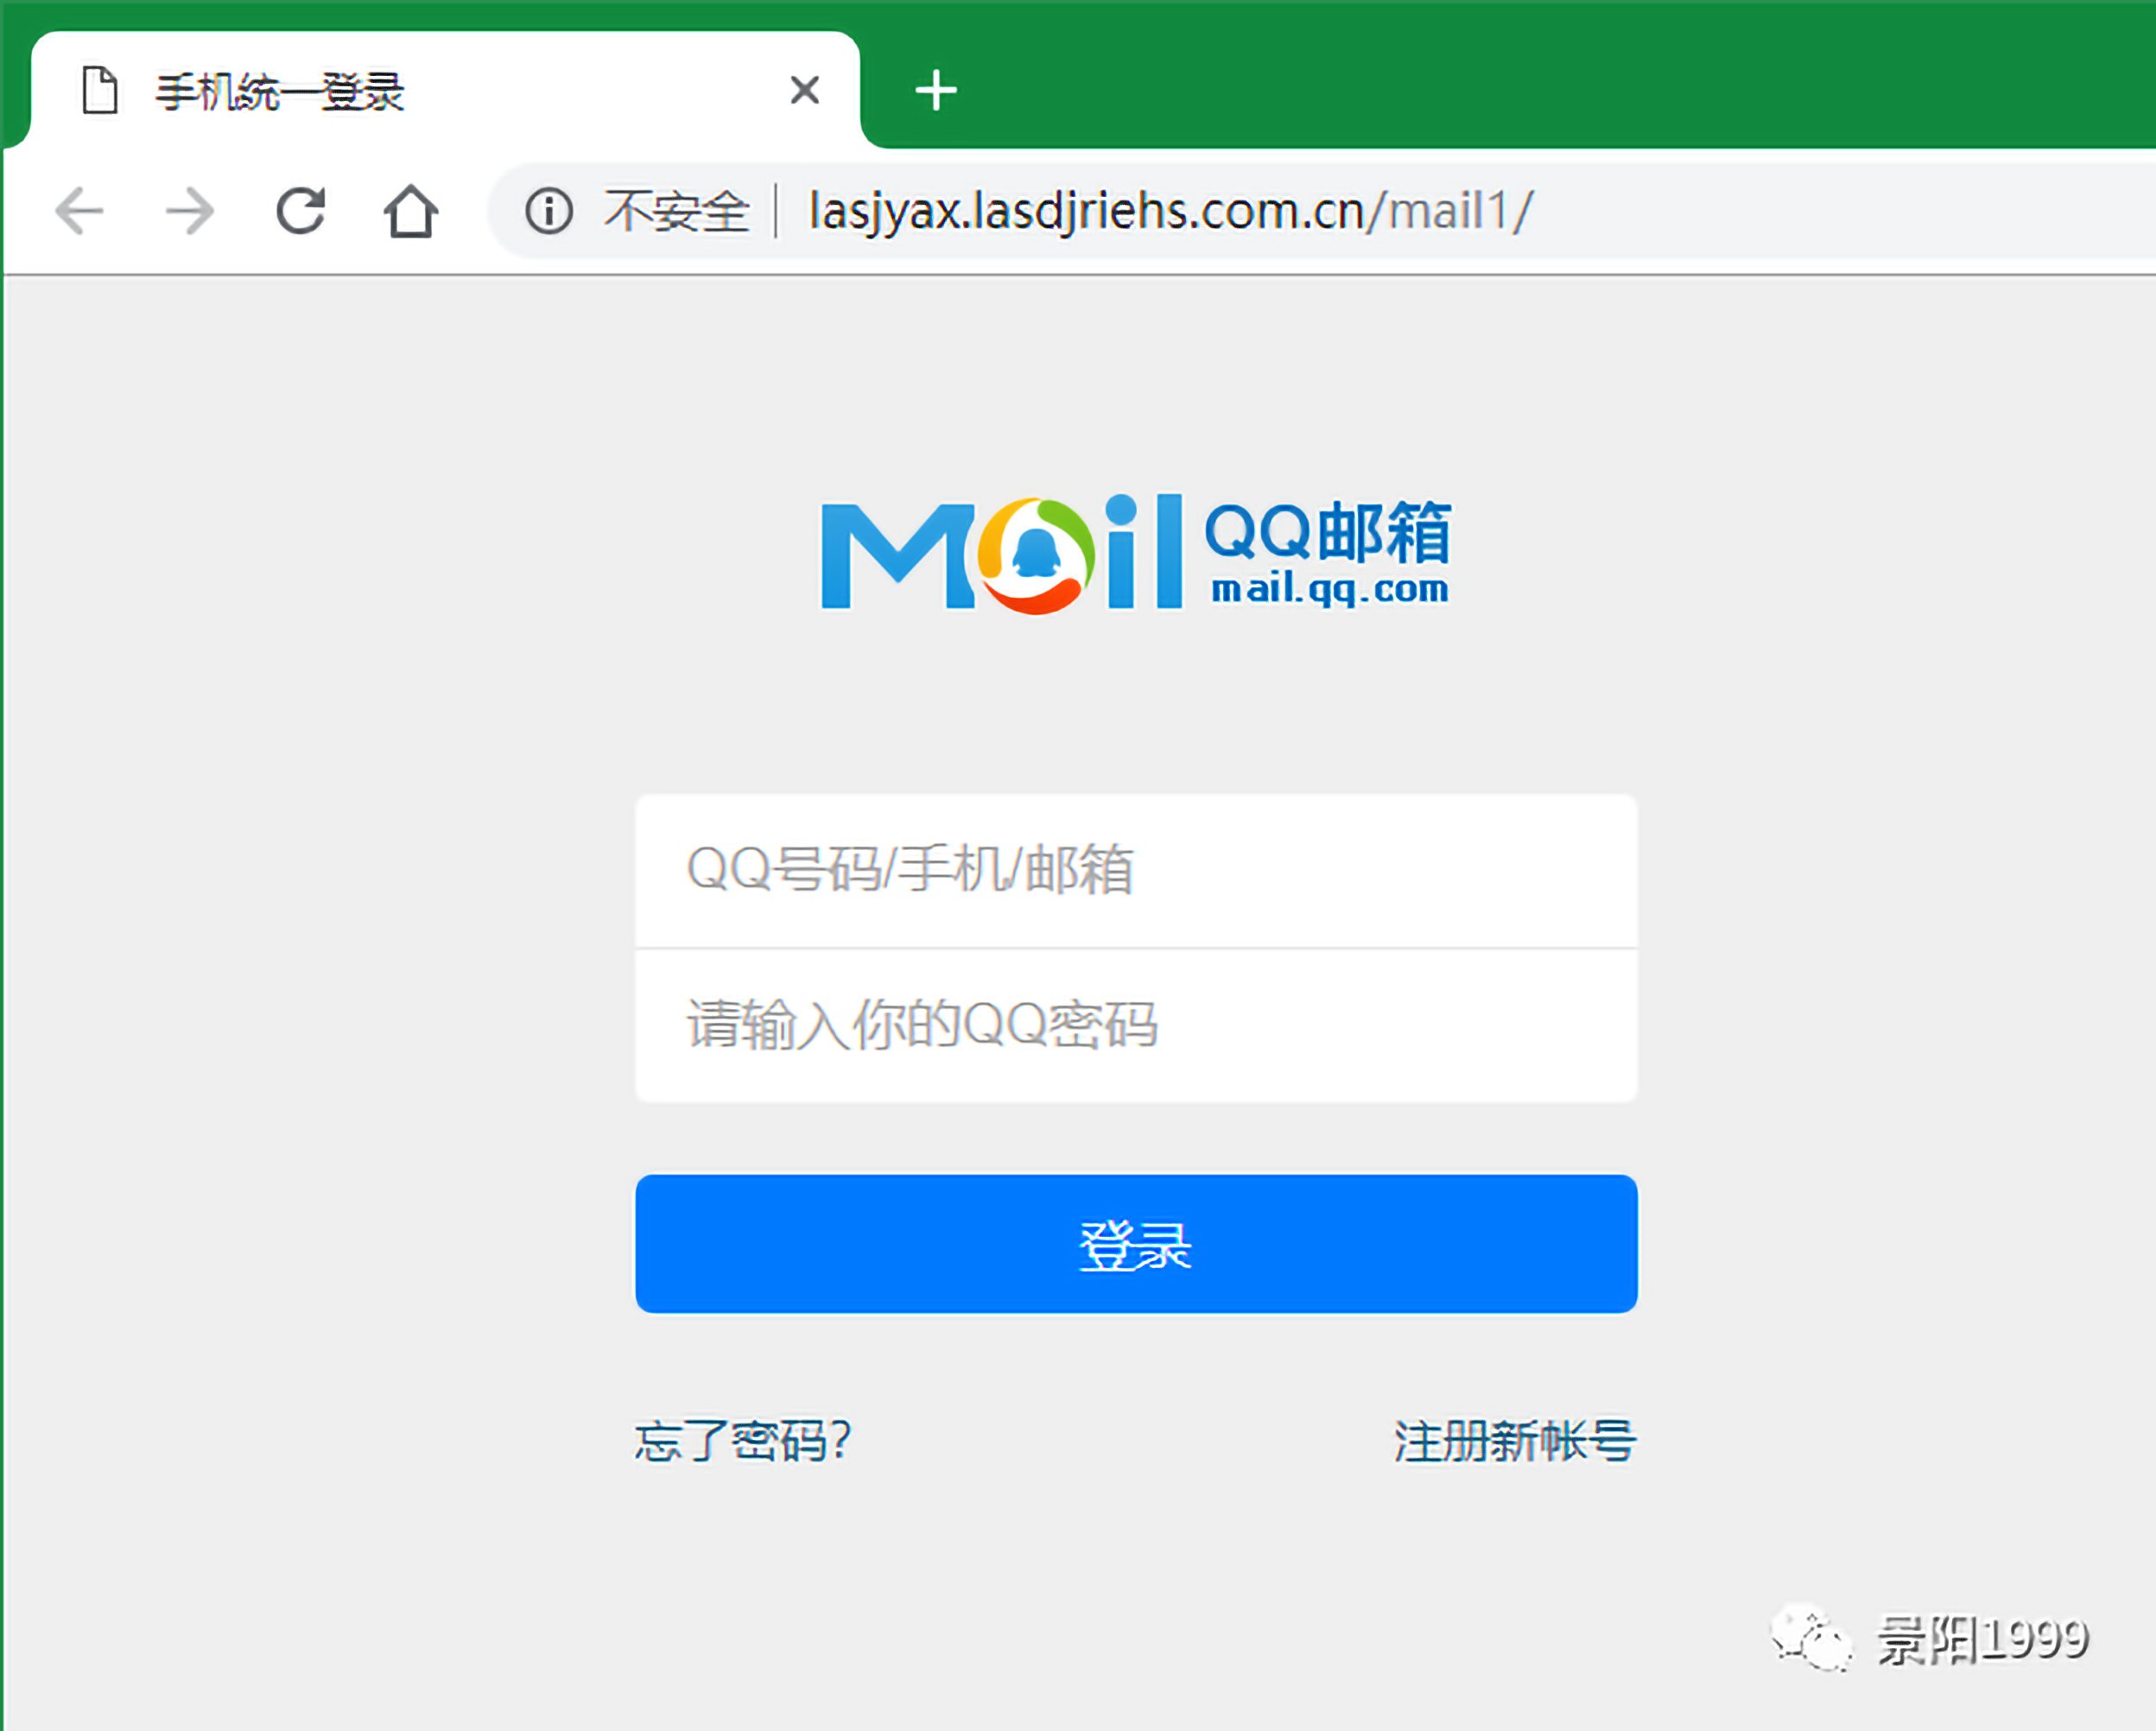 手机统一登录
不安全 | lasjyax.lasdjriehs.com.cn/mail1/
Mail QQ邮箱
mail.qq.com
QQ号码/手机/邮箱
请输入你的QQ密码
登录
忘了密码?
注册新帐号
景阳1999